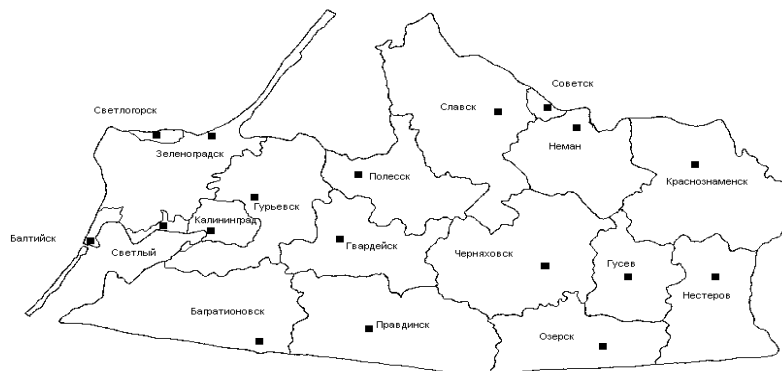 Советск
Светлогорск
Славск
Зеленоградск
Неман
Полесск
Краснознаменск
Гурьевск
Калининград
Балтийск
Светлый
Гвардейск
Черняховск
Гусев
Нестеров
Багратионовск
Правдинск
Озерск